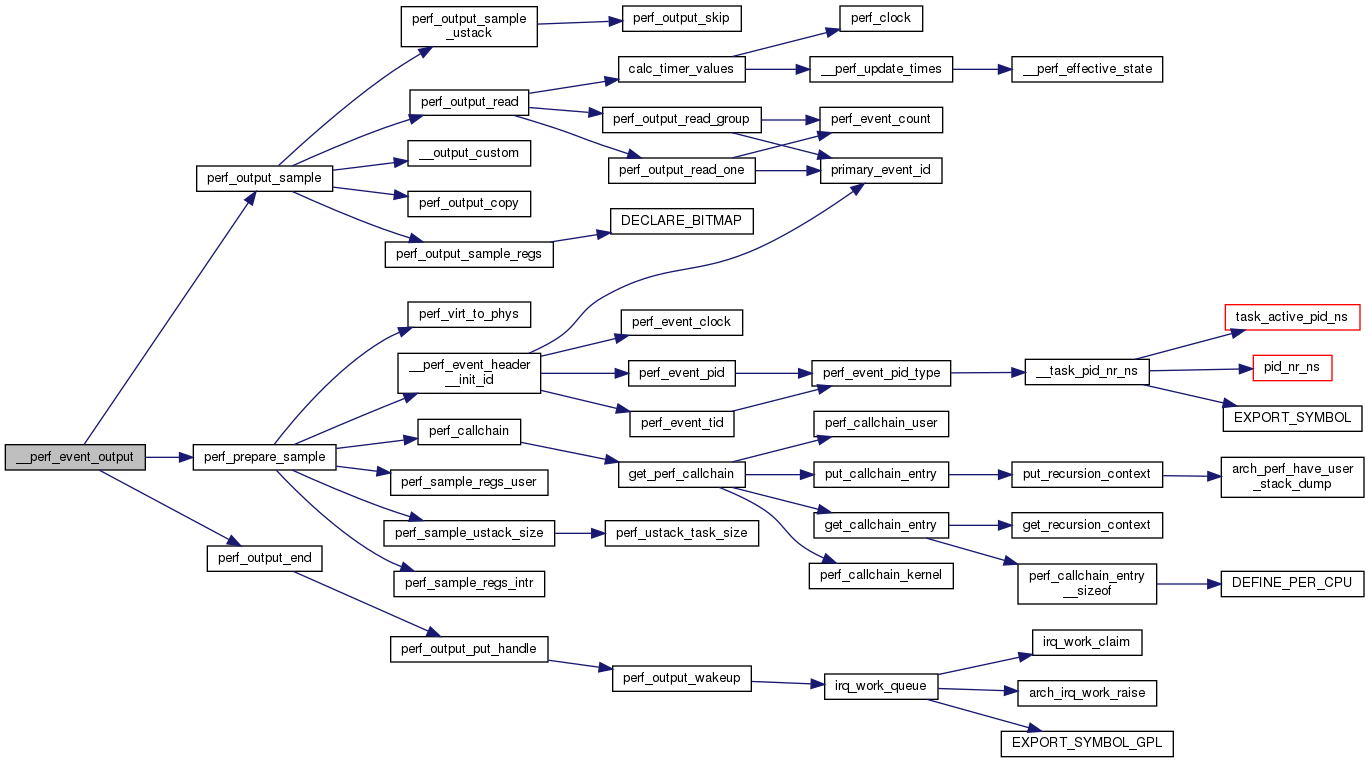 perf_output_sample
_ustack
perf_output_skip
perf_clock
calc_timer_values
__perf_update_times
__perf_effective_state
perf_output_read
perf_output_read_group
perf_event_count
__output_custom
perf_output_read_one
primary_event_id
perf_output_sample
perf_output_copy
DECLARE_BITMAP
perf_output_sample_regs
perf_virt_to_phys
perf_event_clock
task_active_pid_ns
__perf_event_header
__init_id
perf_event_pid
perf_event_pid_type
__task_pid_nr_ns
pid_nr_ns
perf_event_tid
EXPORT_SYMBOL
perf_callchain
perf_callchain_user
__perf_event_output
perf_prepare_sample
get_perf_callchain
put_callchain_entry
put_recursion_context
arch_perf_have_user
_stack_dump
perf_sample_regs_user
perf_sample_ustack_size
perf_ustack_task_size
get_callchain_entry
get_recursion_context
perf_output_end
perf_sample_regs_intr
perf_callchain_kernel
perf_callchain_entry
__sizeof
DEFINE_PER_CPU
perf_output_put_handle
irq_work_claim
perf_output_wakeup
irq_work_queue
arch_irq_work_raise
EXPORT_SYMBOL_GPL